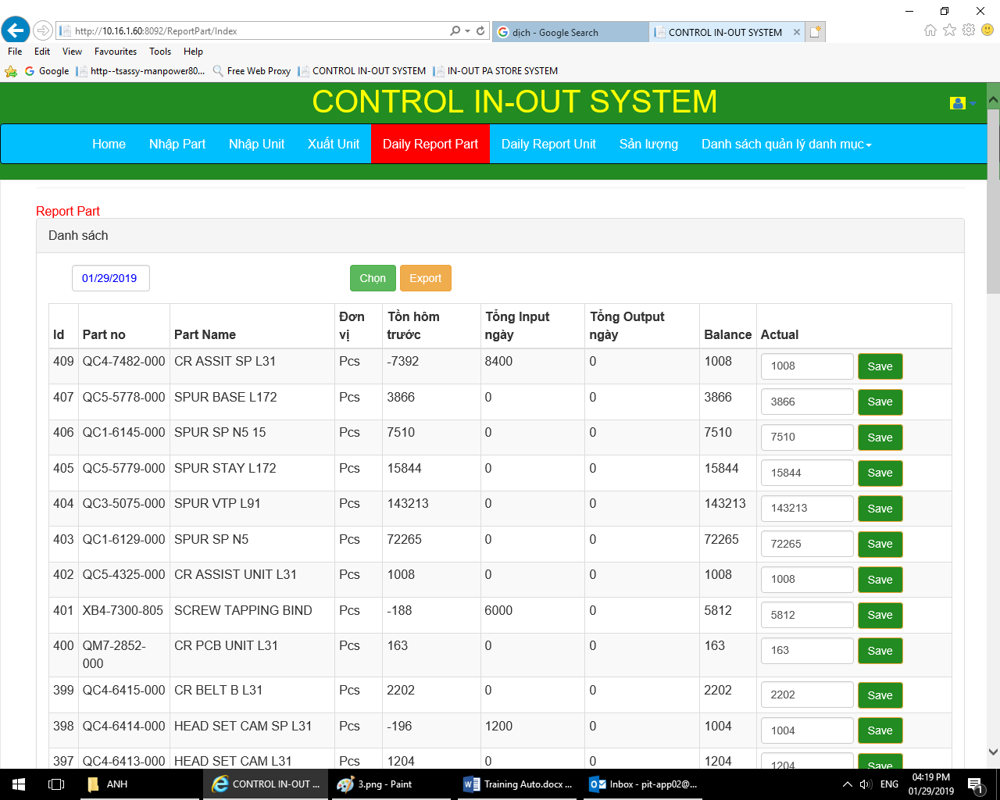 http://10.16.1.60:8092/ReportPart/Index
dịch - Google Search
CONTROL IN-OUT SYSTEM
File Edit View Favourites Tools Help
Google http--tsassy-manpower80... Free Web Proxy CONTROL IN-OUT SYSTEM IN-OUT PA STORE SYSTEM
CONTROL IN-OUT SYSTEM
Home Nhập Part Nhập Unit Xuất Unit Daily Report Part Daily Report Unit Sản lượng Danh sách quản lý danh mục
Report Part
Danh sách
01/29/2019 Chọn Export
Id Part no Part Name Đơn vị Tồn hôm trước Tổng Input ngày Tổng Output ngày Balance Actual
409 QC4-7482-000 CR ASSIT SP L31 Pcs -7392 8400 0 1008 1008 Save
407 QC5-5778-000 SPUR BASE L172 Pcs 3866 0 0 3866 3866 Save
406 QC1-6145-000 SPUR SP N5 15 Pcs 7510 0 0 7510 7510 Save
405 QC5-5779-000 SPUR STAY L172 Pcs 15844 0 0 15844 15844 Save
404 QC3-5075-000 SPUR VTP L91 Pcs 143213 0 0 143213 143213 Save
403 QC1-6129-000 SPUR SP N5 Pcs 72265 0 0 72265 72265 Save
402 QC5-4325-000 CR ASSIST UNIT L31 Pcs 1008 0 0 1008 1008 Save
401 XB4-7300-805 SCREW TAPPING BIND Pcs -188 6000 0 5812 5812 Save
400 QM7-2852-000 CR PCB UNIT L31 Pcs 163 0 0 163 163 Save
399 QC4-6415-000 CR BELT B L31 Pcs 2202 0 0 2202 2202 Save
398 QC4-6414-000 HEAD SET CAM SP L31 Pcs -196 1200 0 1004 1004 Save
397 QC4-6413-000 HEAD SET CAM L31 Pcs 1204 0 0 1204 1204 Save
ANH CONTROL IN-OUT ... 3.png - Paint Training Auto.docx ... Inbox - pit-app02@... ENG 04:19 PM
01/29/2019 1